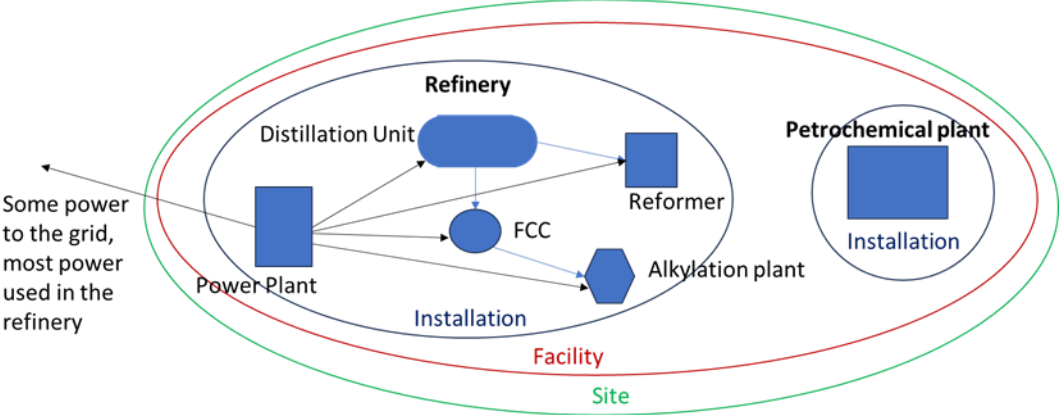 Refinery
Distillation Unit
Petrochemical plant
Reformer
Some power
to the grid,
most power
used in the
refinery
FCC
Installation
Alkylation plant
Power Plant
Installation
Facility
Site